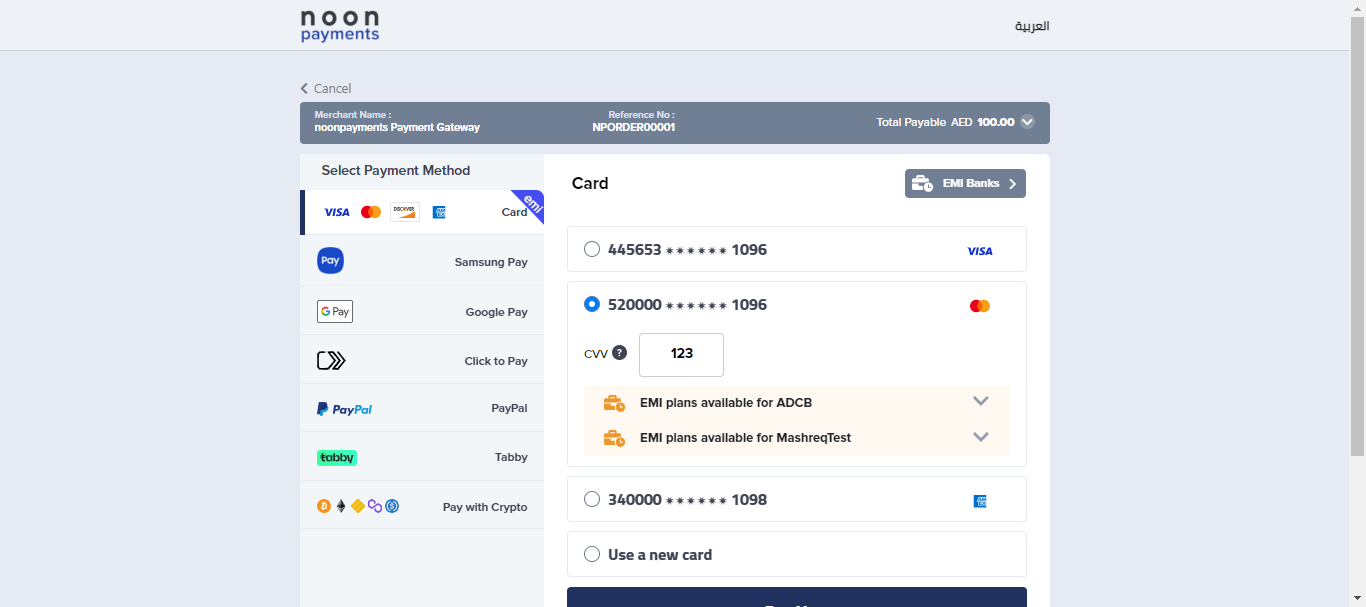 noon
payments
العربية
Cancel
Merchant Name :
noonpayments Payment Gateway
Reference No :
NPORDER00001
Total Payable AED 100.00
Select Payment Method
VISA
DISCOVER
Card
emi
Pay
Samsung Pay
G Pay
Google Pay
Click to Pay
PayPal
PayPal
tabby
Tabby
Pay with Crypto
Card
EMI Banks
445653 ****** 1096
VISA
520000 ****** 1096
CVV ?
123
EMI plans available for ADCB
EMI plans available for MashreqTest
340000 ****** 1098
Use a new card